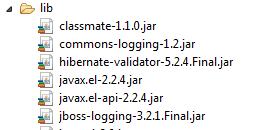 lib
classmate-1.1.0.jar
commons-logging-1.2.jar
hibernate-validator-5.2.4.Final.jar
javax.el-2.2.4.jar
javax.el-api-2.2.4.jar
jboss-logging-3.2.1.Final.jar